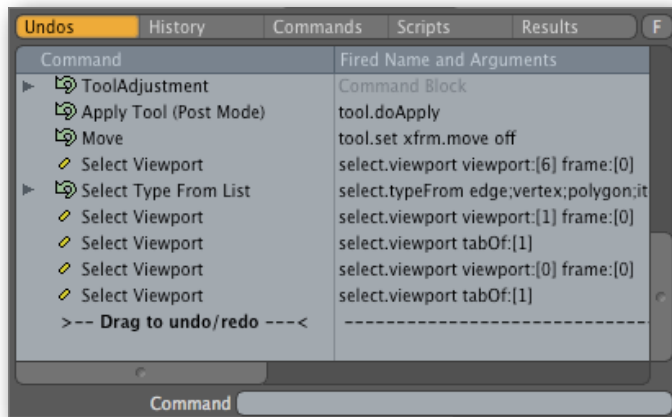 Undos History Commands Scripts Results F
Command Fired Name and Arguments
ToolAdjustment Command Block
Apply Tool (Post Mode) tool.doApply
Move tool.set xfrm.move off
Select Viewport select.viewport viewport:[6] frame:[0]
Select Type From List select.typeFrom edge;vertex;polygon;it
Select Viewport select.viewport viewport:[1] frame:[0]
Select Viewport select.viewport tabOf:[1]
Select Viewport select.viewport viewport:[0] frame:[0]
Select Viewport select.viewport tabOf:[1]
>-- Drag to undo/redo ---< --------------------------------
Command